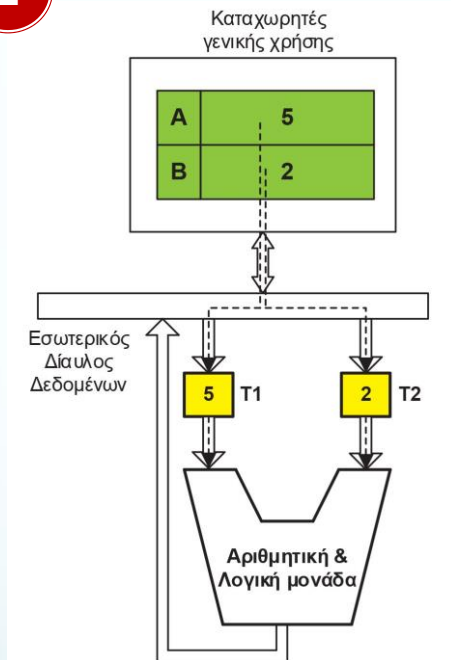 Καταχωρητές
γενικής χρήσης
A 5
B 2
Εσωτερικός
Δίαυλος
Δεδομένων
5 T1
2 T2
Αριθμητική &
Λογική μονάδα